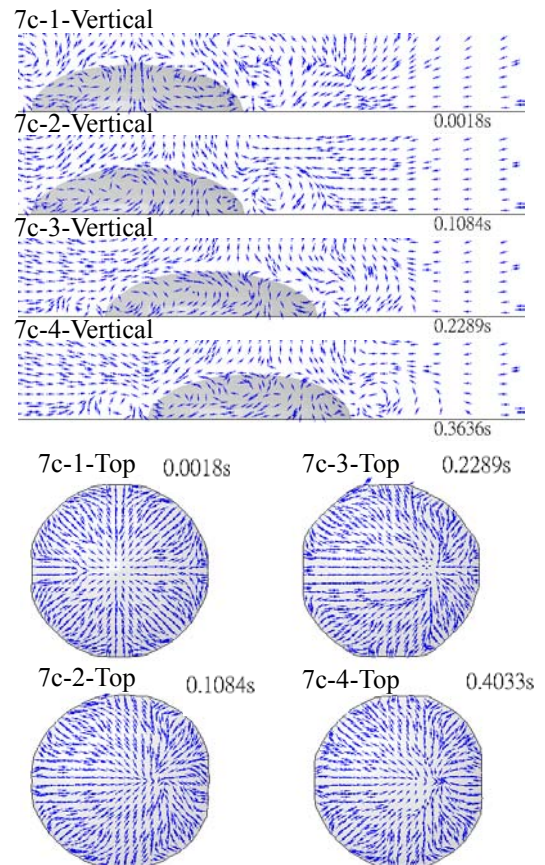 7c-1-Vertical
0.0018s
7c-2-Vertical
0.1084s
7c-3-Vertical
0.2289s
7c-4-Vertical
0.3636s
7c-1-Top 0.0018s
7c-3-Top 0.2289s
7c-2-Top 0.1084s
7c-4-Top 0.4033s